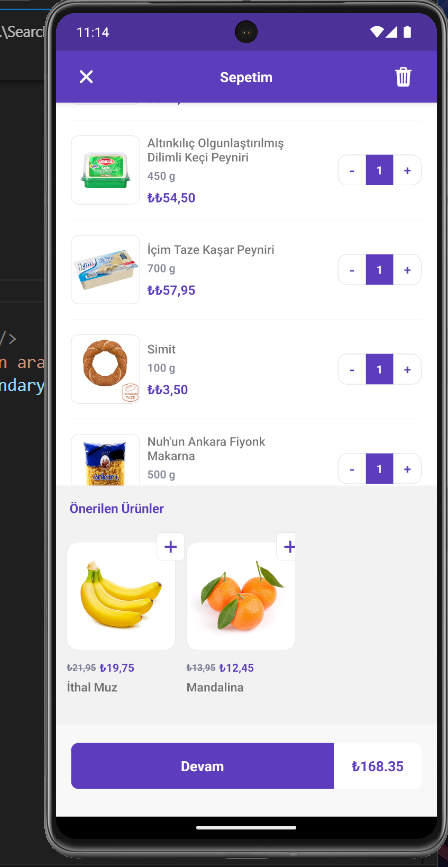 .\Searc
11:14
Sepetim
Altınkılıç Olgunlaştırılmış
Dilimli Keçi Peyniri
450 g
₺₺54,50
- 1 +
İçim Taze Kaşar Peyniri
700 g
₺₺57,95
- 1 +
/>
n ara
ndary
Simit
100 g
₺₺3,50
- 1 +
Nuh'un Ankara Fiyonk
Makarna
500 g
- 1 +
Önerilen Ürünler
+ +
₺21,95 ₺19,75
İthal Muz
₺13,95 ₺12,45
Mandalina
Devam
₺168.35